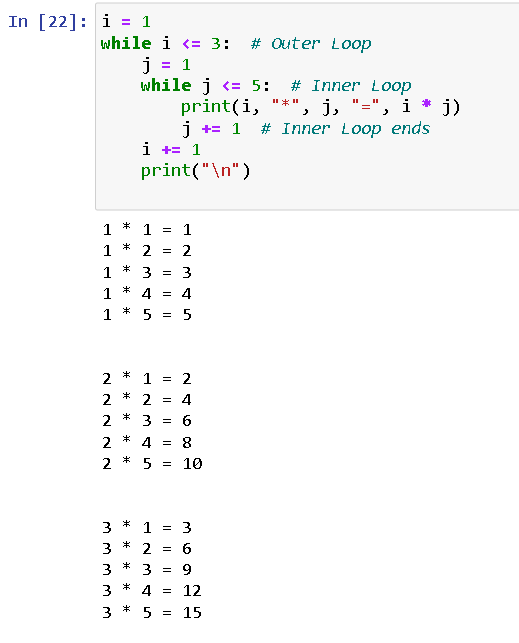 In [22]: i = 1
while i <= 3:  # Outer Loop
    j = 1
    while j <= 5:  # Inner Loop
        print(i, "*", j, "=", i * j)
        j += 1  # Inner Loop ends
    i += 1
    print("\n")
1 * 1 = 1
1 * 2 = 2
1 * 3 = 3
1 * 4 = 4
1 * 5 = 5
2 * 1 = 2
2 * 2 = 4
2 * 3 = 6
2 * 4 = 8
2 * 5 = 10
3 * 1 = 3
3 * 2 = 6
3 * 3 = 9
3 * 4 = 12
3 * 5 = 15